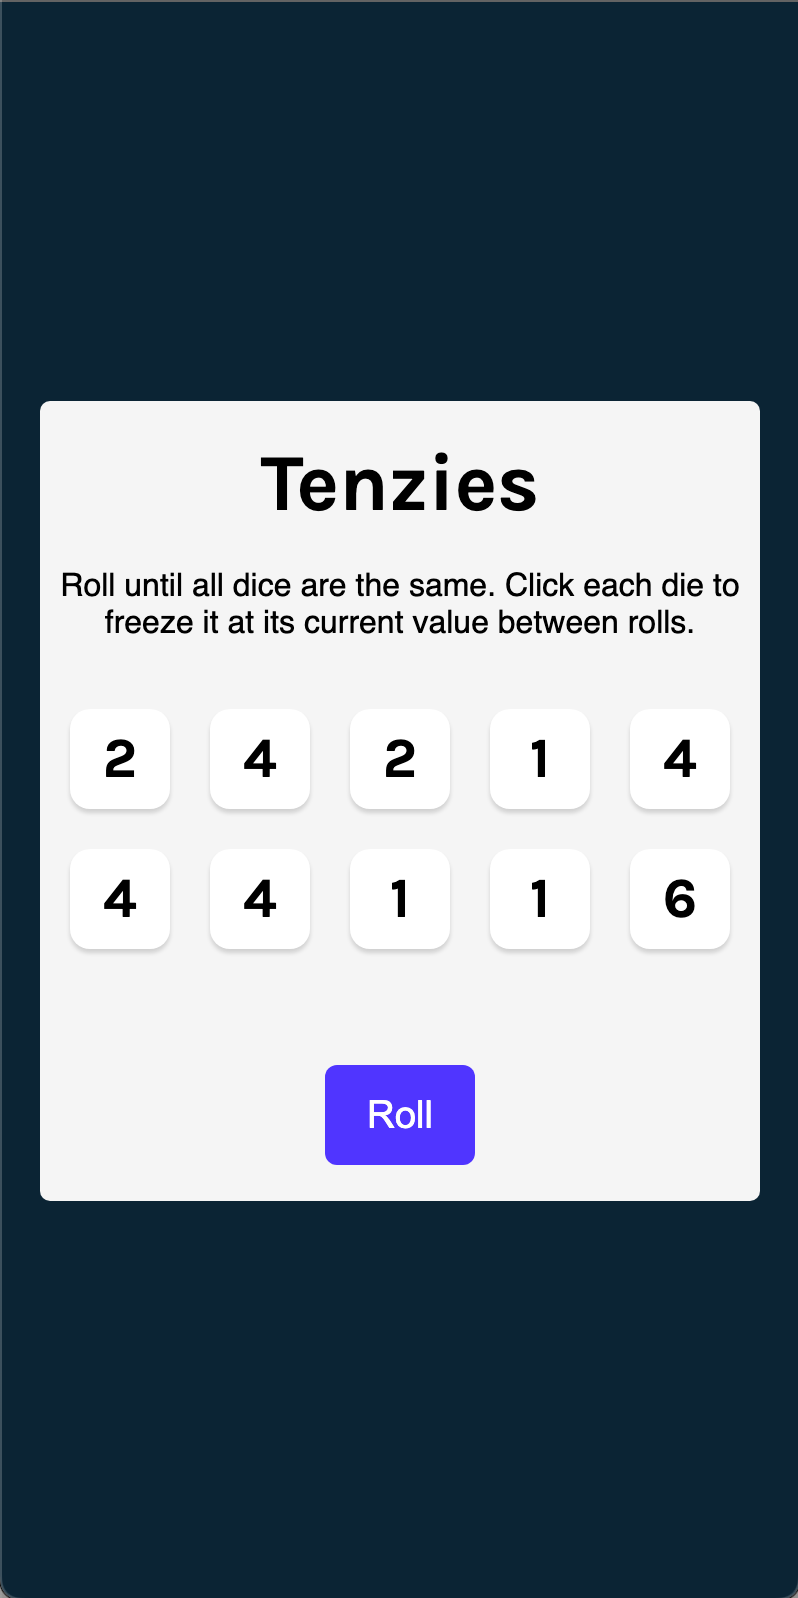 Tenzies
Roll until all dice are the same. Click each die to
freeze it at its current value between rolls.
2 4 2 1 4
4 4 1 1 6
Roll